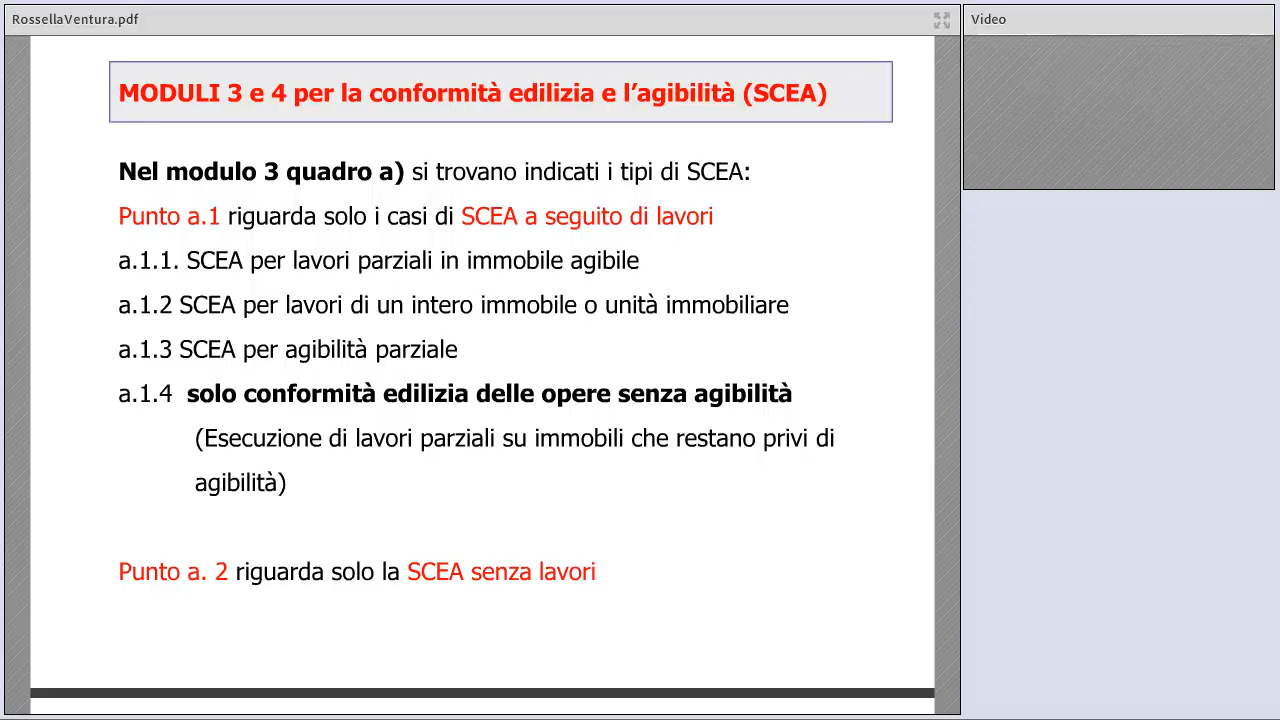 RossellaVentura.pdf
Video
MODULI 3 e 4 per la conformità edilizia e l’agibilità (SCEA)
Nel modulo 3 quadro a) si trovano indicati i tipi di SCEA:
Punto a.1 riguarda solo i casi di SCEA a seguito di lavori
a.1.1. SCEA per lavori parziali in immobile agibile
a.1.2 SCEA per lavori di un intero immobile o unità immobiliare
a.1.3 SCEA per agibilità parziale
a.1.4 solo conformità edilizia delle opere senza agibilità
(Esecuzione di lavori parziali su immobili che restano privi di
agibilità)
Punto a. 2 riguarda solo la SCEA senza lavori